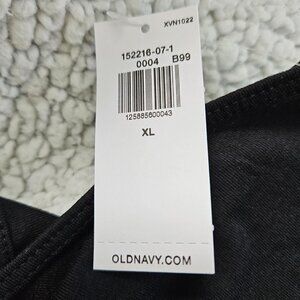 XVN1022
152216-07-1
0004 B99
125885600043
XL
OLDNAVY.COM